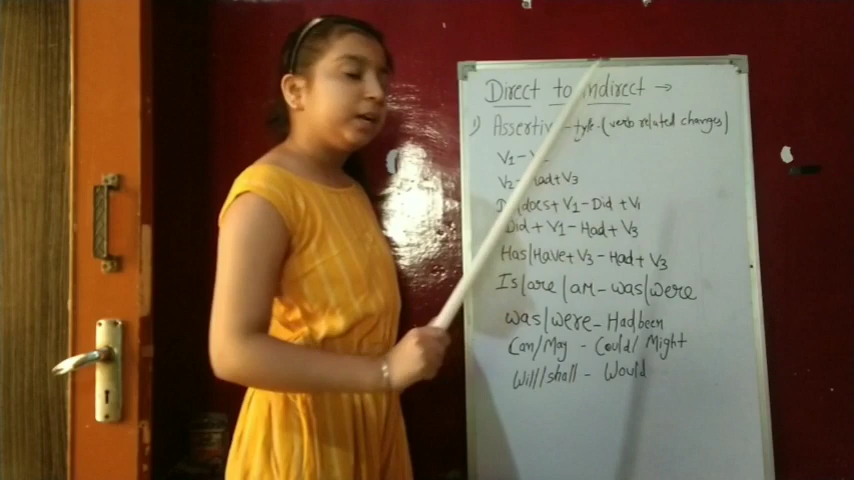 Direct to Indirect →
1) - type. (verb related changes)
V1 -
V2 - Had + V3
does + V1 - Did + V1
Did + V1 - Had + V3
Has/Have + V3 - Had + V3
Is/are/am - was/were
was/were - Had been
Can/May - Could/Might
Will/shall - Would